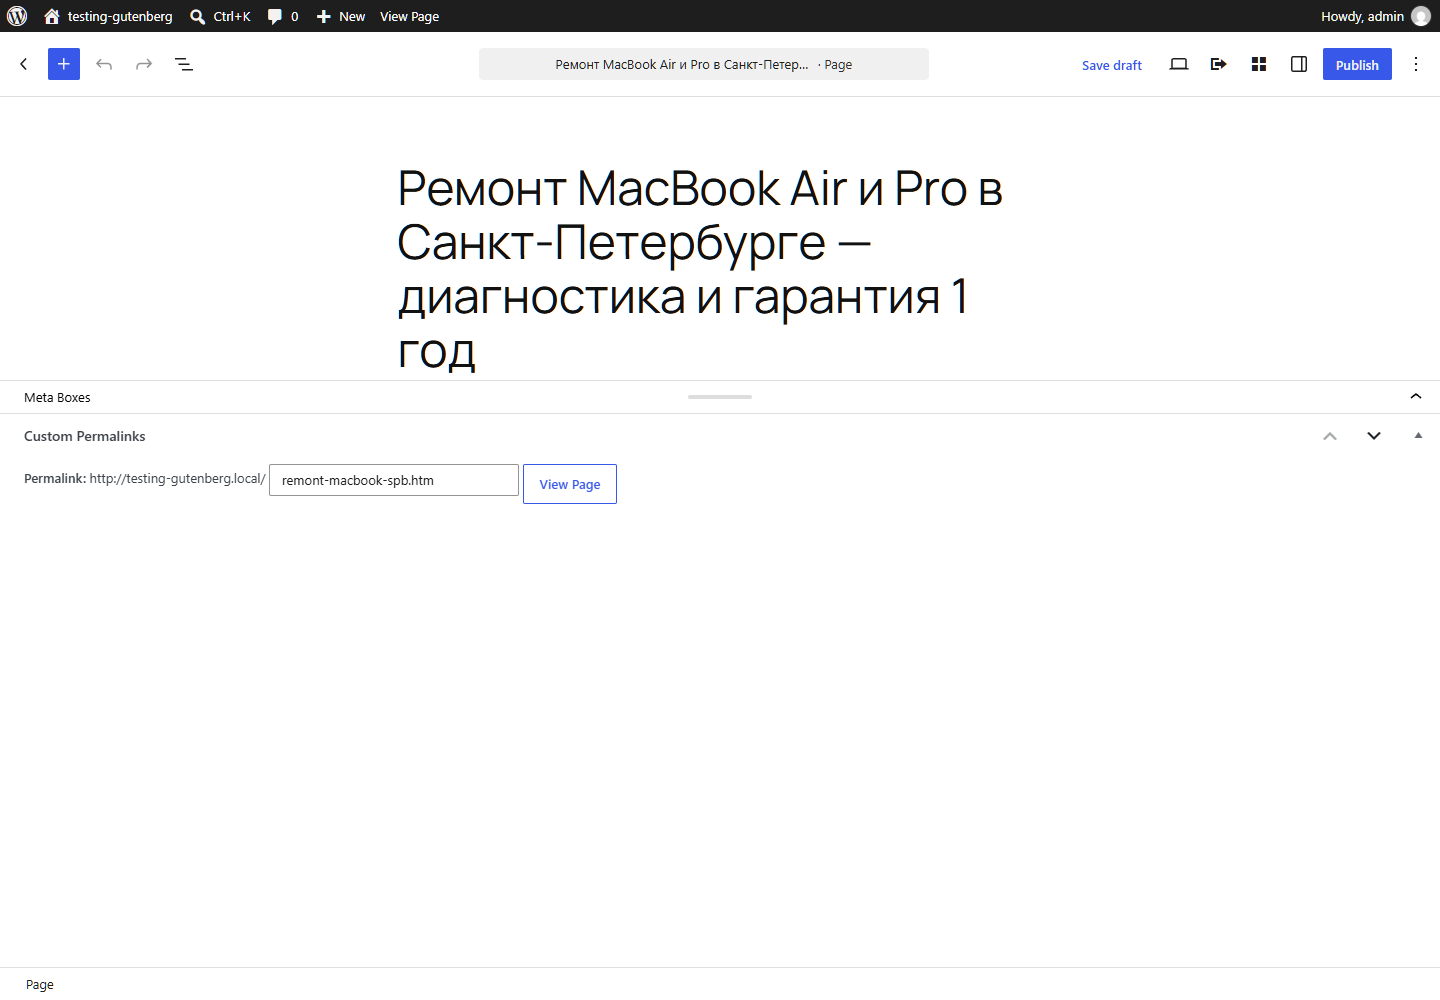 testing-gutenberg Ctrl+K 0 New View Page Howdy, admin
Ремонт MacBook Air и Pro в Санкт-Петер... · Page Save draft Publish
Ремонт MacBook Air и Pro в
Санкт-Петербурге —
диагностика и гарантия 1
год
Meta Boxes
Custom Permalinks
Permalink: http://testing-gutenberg.local/ remont-macbook-spb.htm View Page
Page